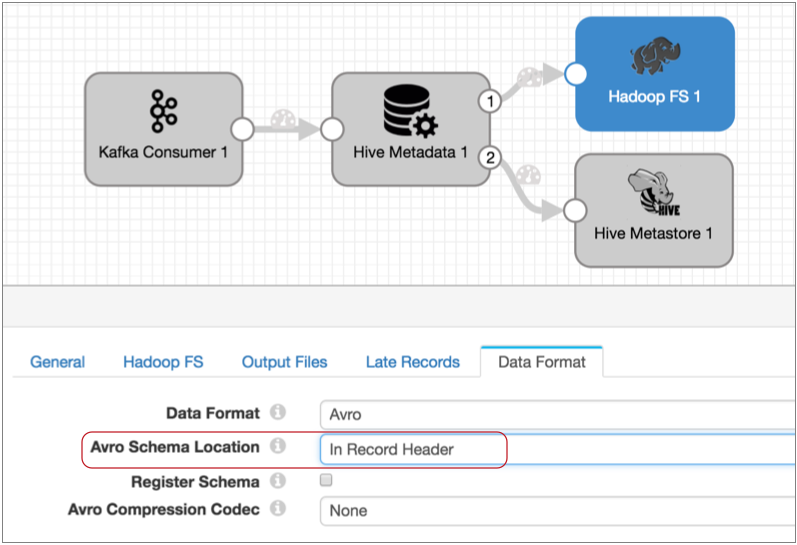 Kafka Consumer 1
Hive Metadata 1
1
2
Hadoop FS 1
HIVE
Hive Metastore 1
General Hadoop FS Output Files Late Records Data Format
Data Format i Avro
Avro Schema Location i In Record Header
Register Schema i
Avro Compression Codec i None